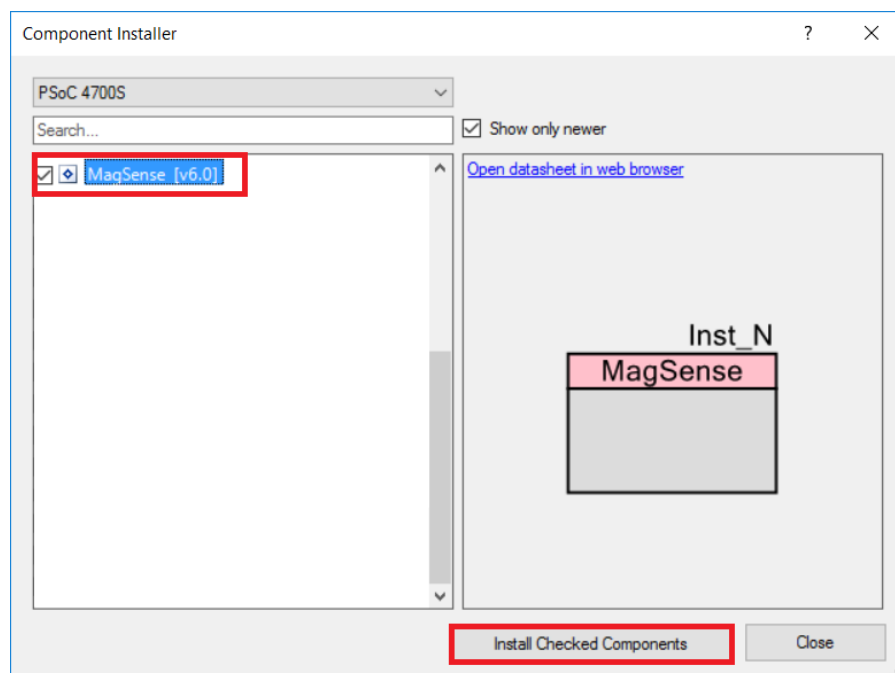 Component Installer
PSoC 4700S
Search...
Show only newer
MagSense [v6.0]
Open datasheet in web browser
Inst_N
MagSense
Install Checked Components
Close